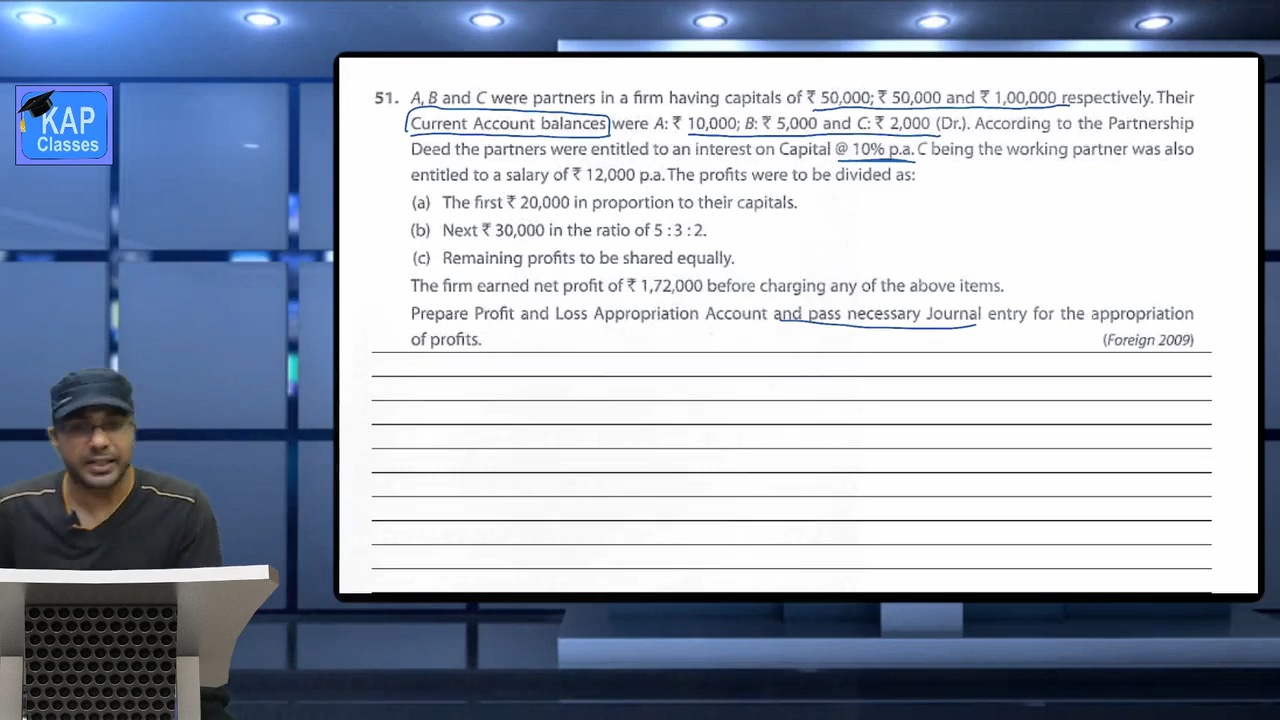 KAP
Classes
51. A, B and C were partners in a firm having capitals of ₹ 50,000; ₹ 50,000 and ₹ 1,00,000 respectively. Their
Current Account balances were A: ₹ 10,000; B: ₹ 5,000 and C: ₹ 2,000 (Dr.). According to the Partnership
Deed the partners were entitled to an interest on Capital @ 10% p.a. C being the working partner was also
entitled to a salary of ₹ 12,000 p.a. The profits were to be divided as:
(a) The first ₹ 20,000 in proportion to their capitals.
(b) Next ₹ 30,000 in the ratio of 5 : 3 : 2.
(c) Remaining profits to be shared equally.
The firm earned net profit of ₹ 1,72,000 before charging any of the above items.
Prepare Profit and Loss Appropriation Account and pass necessary Journal entry for the appropriation
of profits. (Foreign 2009)